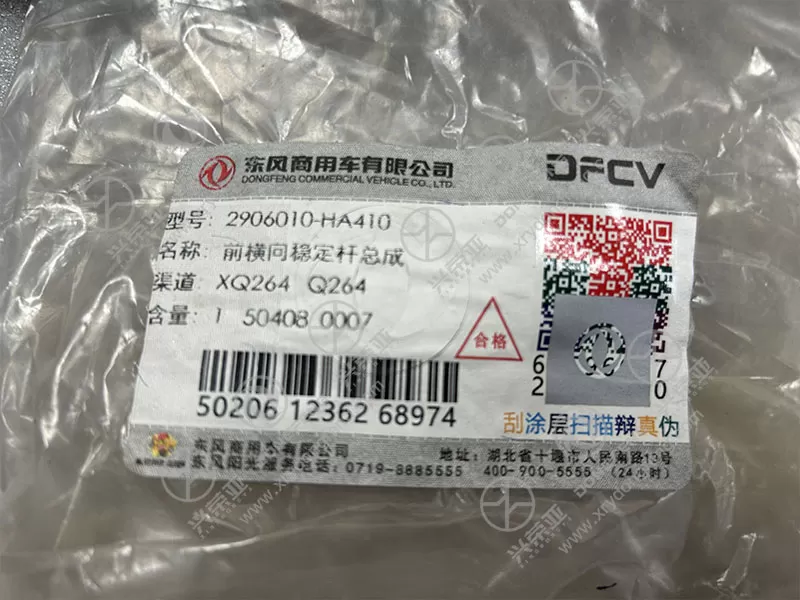 东风商用车有限公司
DONGFENG COMMERCIAL VEHICLE CO., LTD.
DFCV
型号: 2906010-HA410
名称: 前横向稳定杆总成
渠道: XQ264 Q264
含量: 1 50408 0007
合格
62
70
50206 12362 68974
刮涂层扫描辩真伪
东风商用车有限公司
东风阳光服务电话: 0719-8885555 400-900-5555 (24小时)
地址: 湖北省十堰市人民南路13号
兴荣亚